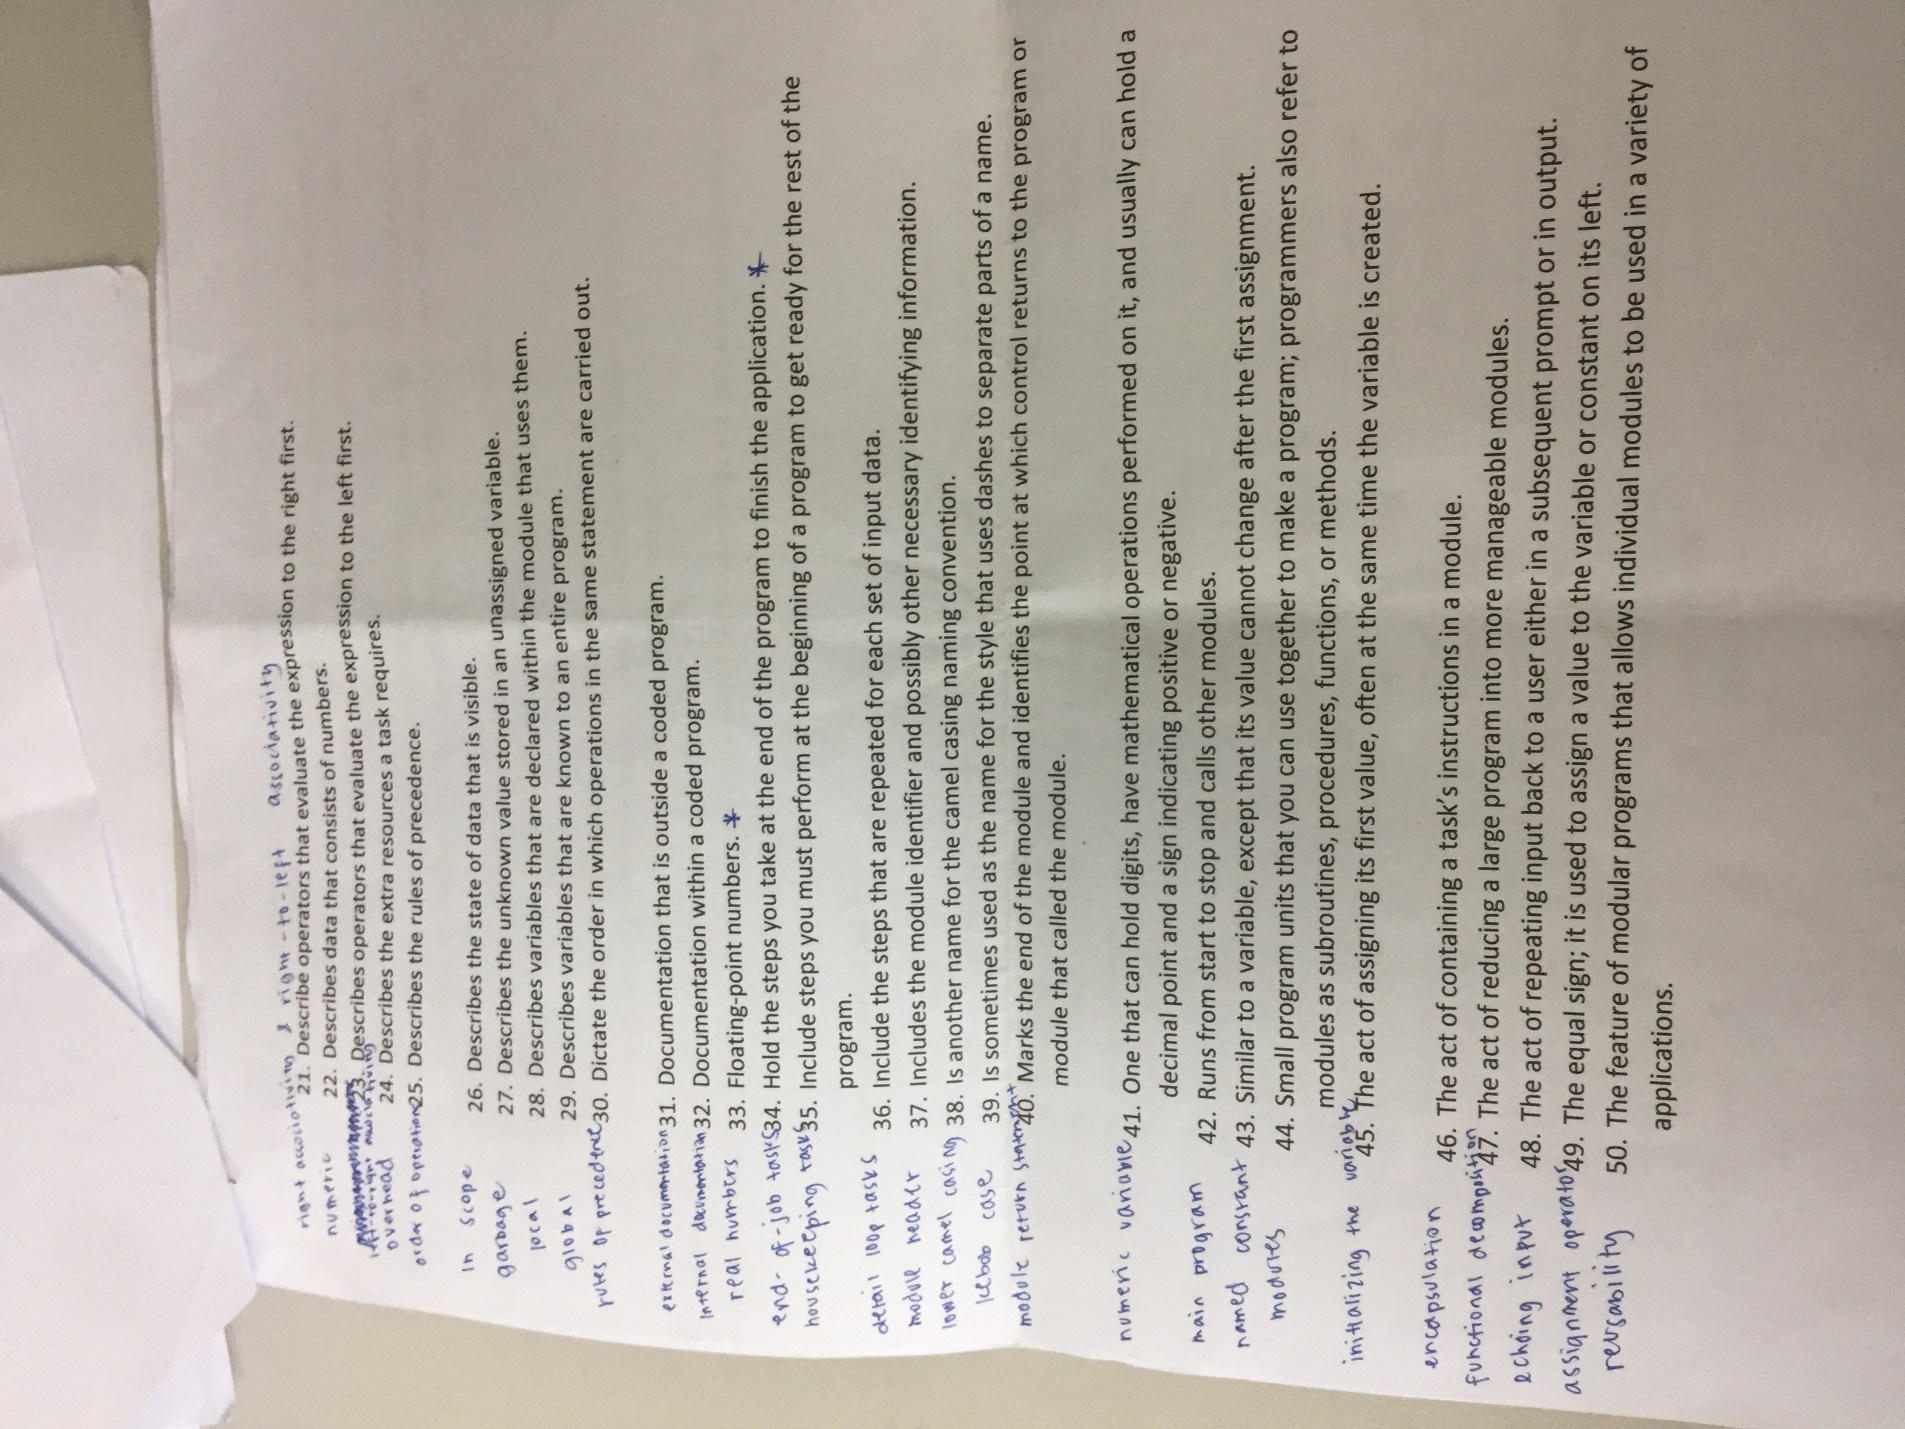 right associativity & right-to-left associativity
21. Describe operators that evaluate the expression to the right first.
numeric 22. Describes data that consists of numbers.
left-to-right associativity 23. Describes operators that evaluate the expression to the left first.
overhead 24. Describes the extra resources a task requires.
order of operations 25. Describes the rules of precedence.
in scope 26. Describes the state of data that is visible.
garbage 27. Describes the unknown value stored in an unassigned variable.
local 28. Describes variables that are declared within the module that uses them.
global 29. Describes variables that are known to an entire program.
rules of precedence 30. Dictate the order in which operations in the same statement are carried out.
external documentation 31. Documentation that is outside a coded program.
internal documentation 32. Documentation within a coded program.
real numbers 33. Floating-point numbers. *
end-of-job tasks 34. Hold the steps you take at the end of the program to finish the application. *
housekeeping tasks 35. Include steps you must perform at the beginning of a program to get ready for the rest of the
program.
detail loop tasks 36. Include the steps that are repeated for each set of input data.
module header 37. Includes the module identifier and possibly other necessary identifying information.
lower camel casing 38. Is another name for the camel casing naming convention.
kebob case 39. Is sometimes used as the name for the style that uses dashes to separate parts of a name.
module return statement 40. Marks the end of the module and identifies the point at which control returns to the program or
module that called the module.
numeric variable 41. One that can hold digits, have mathematical operations performed on it, and usually can hold a
decimal point and a sign indicating positive or negative.
main program 42. Runs from start to stop and calls other modules.
named constant 43. Similar to a variable, except that its value cannot change after the first assignment.
modules 44. Small program units that you can use together to make a program; programmers also refer to
modules as subroutines, procedures, functions, or methods.
initializing the variable 45. The act of assigning its first value, often at the same time the variable is created.
encapsulation 46. The act of containing a task's instructions in a module.
functional decomposition 47. The act of reducing a large program into more manageable modules.
echoing input 48. The act of repeating input back to a user either in a subsequent prompt or in output.
assignment operator 49. The equal sign; it is used to assign a value to the variable or constant on its left.
reusability 50. The feature of modular programs that allows individual modules to be used in a variety of
applications.